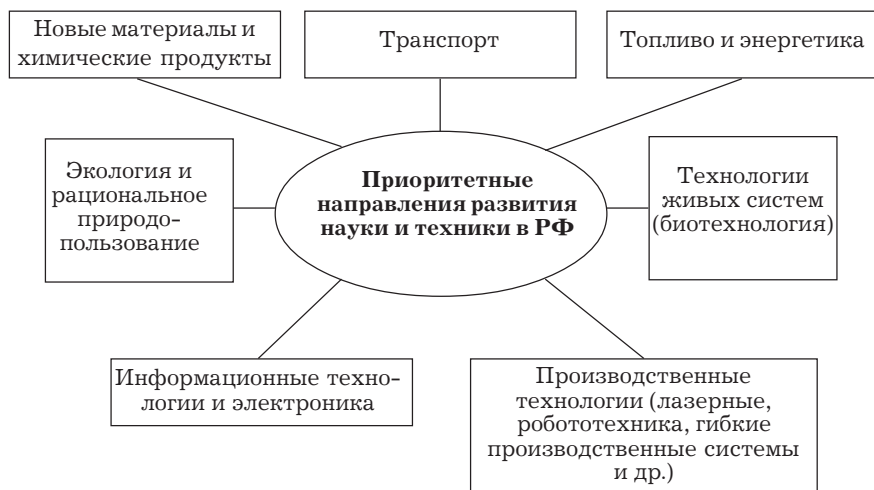 Новые материалы и
химические продукты
Транспорт
Топливо и энергетика
Экология и
рациональное
природо-
пользование
Приоритетные
направления развития
науки и техники в РФ
Технологии
живых систем
(биотехнология)
Информационные техно-
логии и электроника
Производственные
технологии (лазерные,
робототехника, гибкие
производственные системы
и др.)